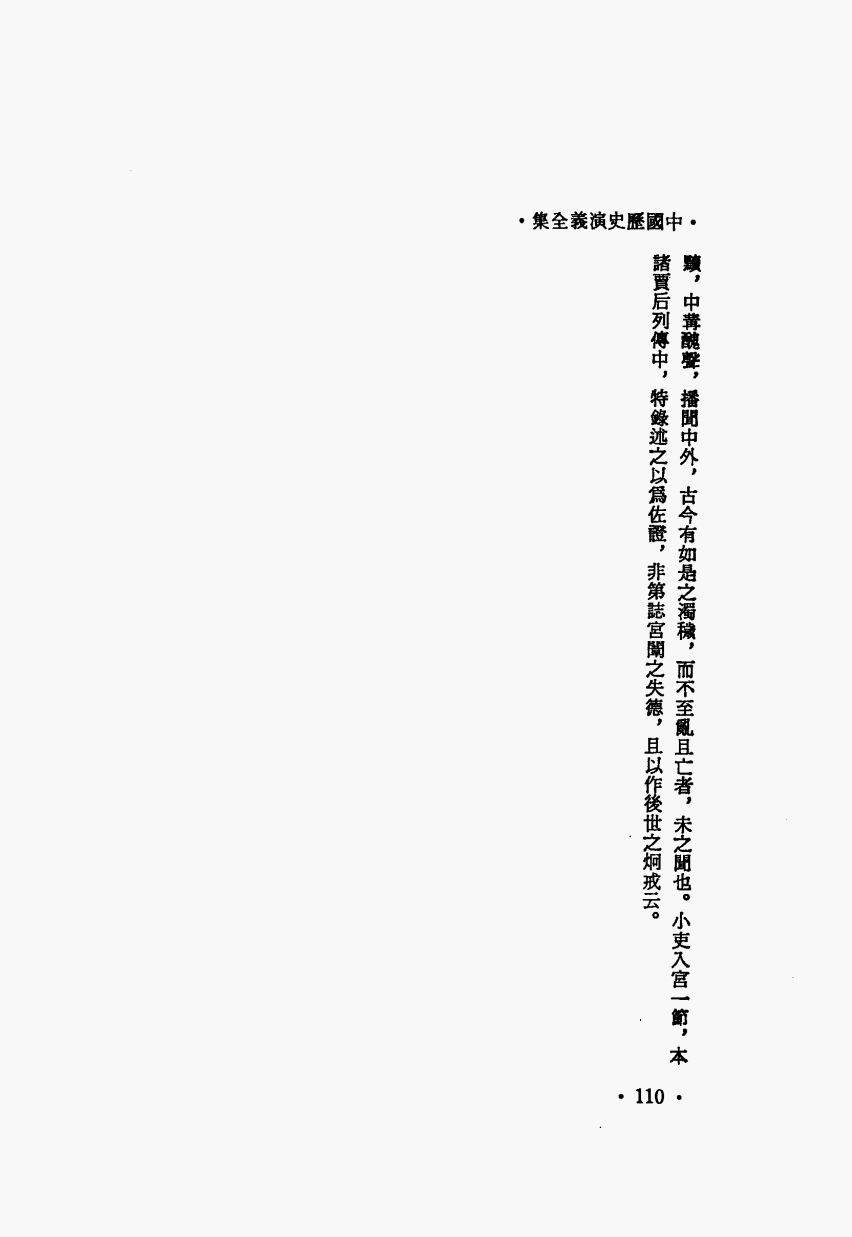 •中國歷史演義全集•
黷，中冓醜聲，播聞中外，古今有如是之濁穢，而不至亂且亡者，未之聞也。小吏入宮一節，本
諸賈后列傳中，特錄述之以爲佐證，非第誌宮闈之失德，且以作後世之炯戒云。
• 110 •